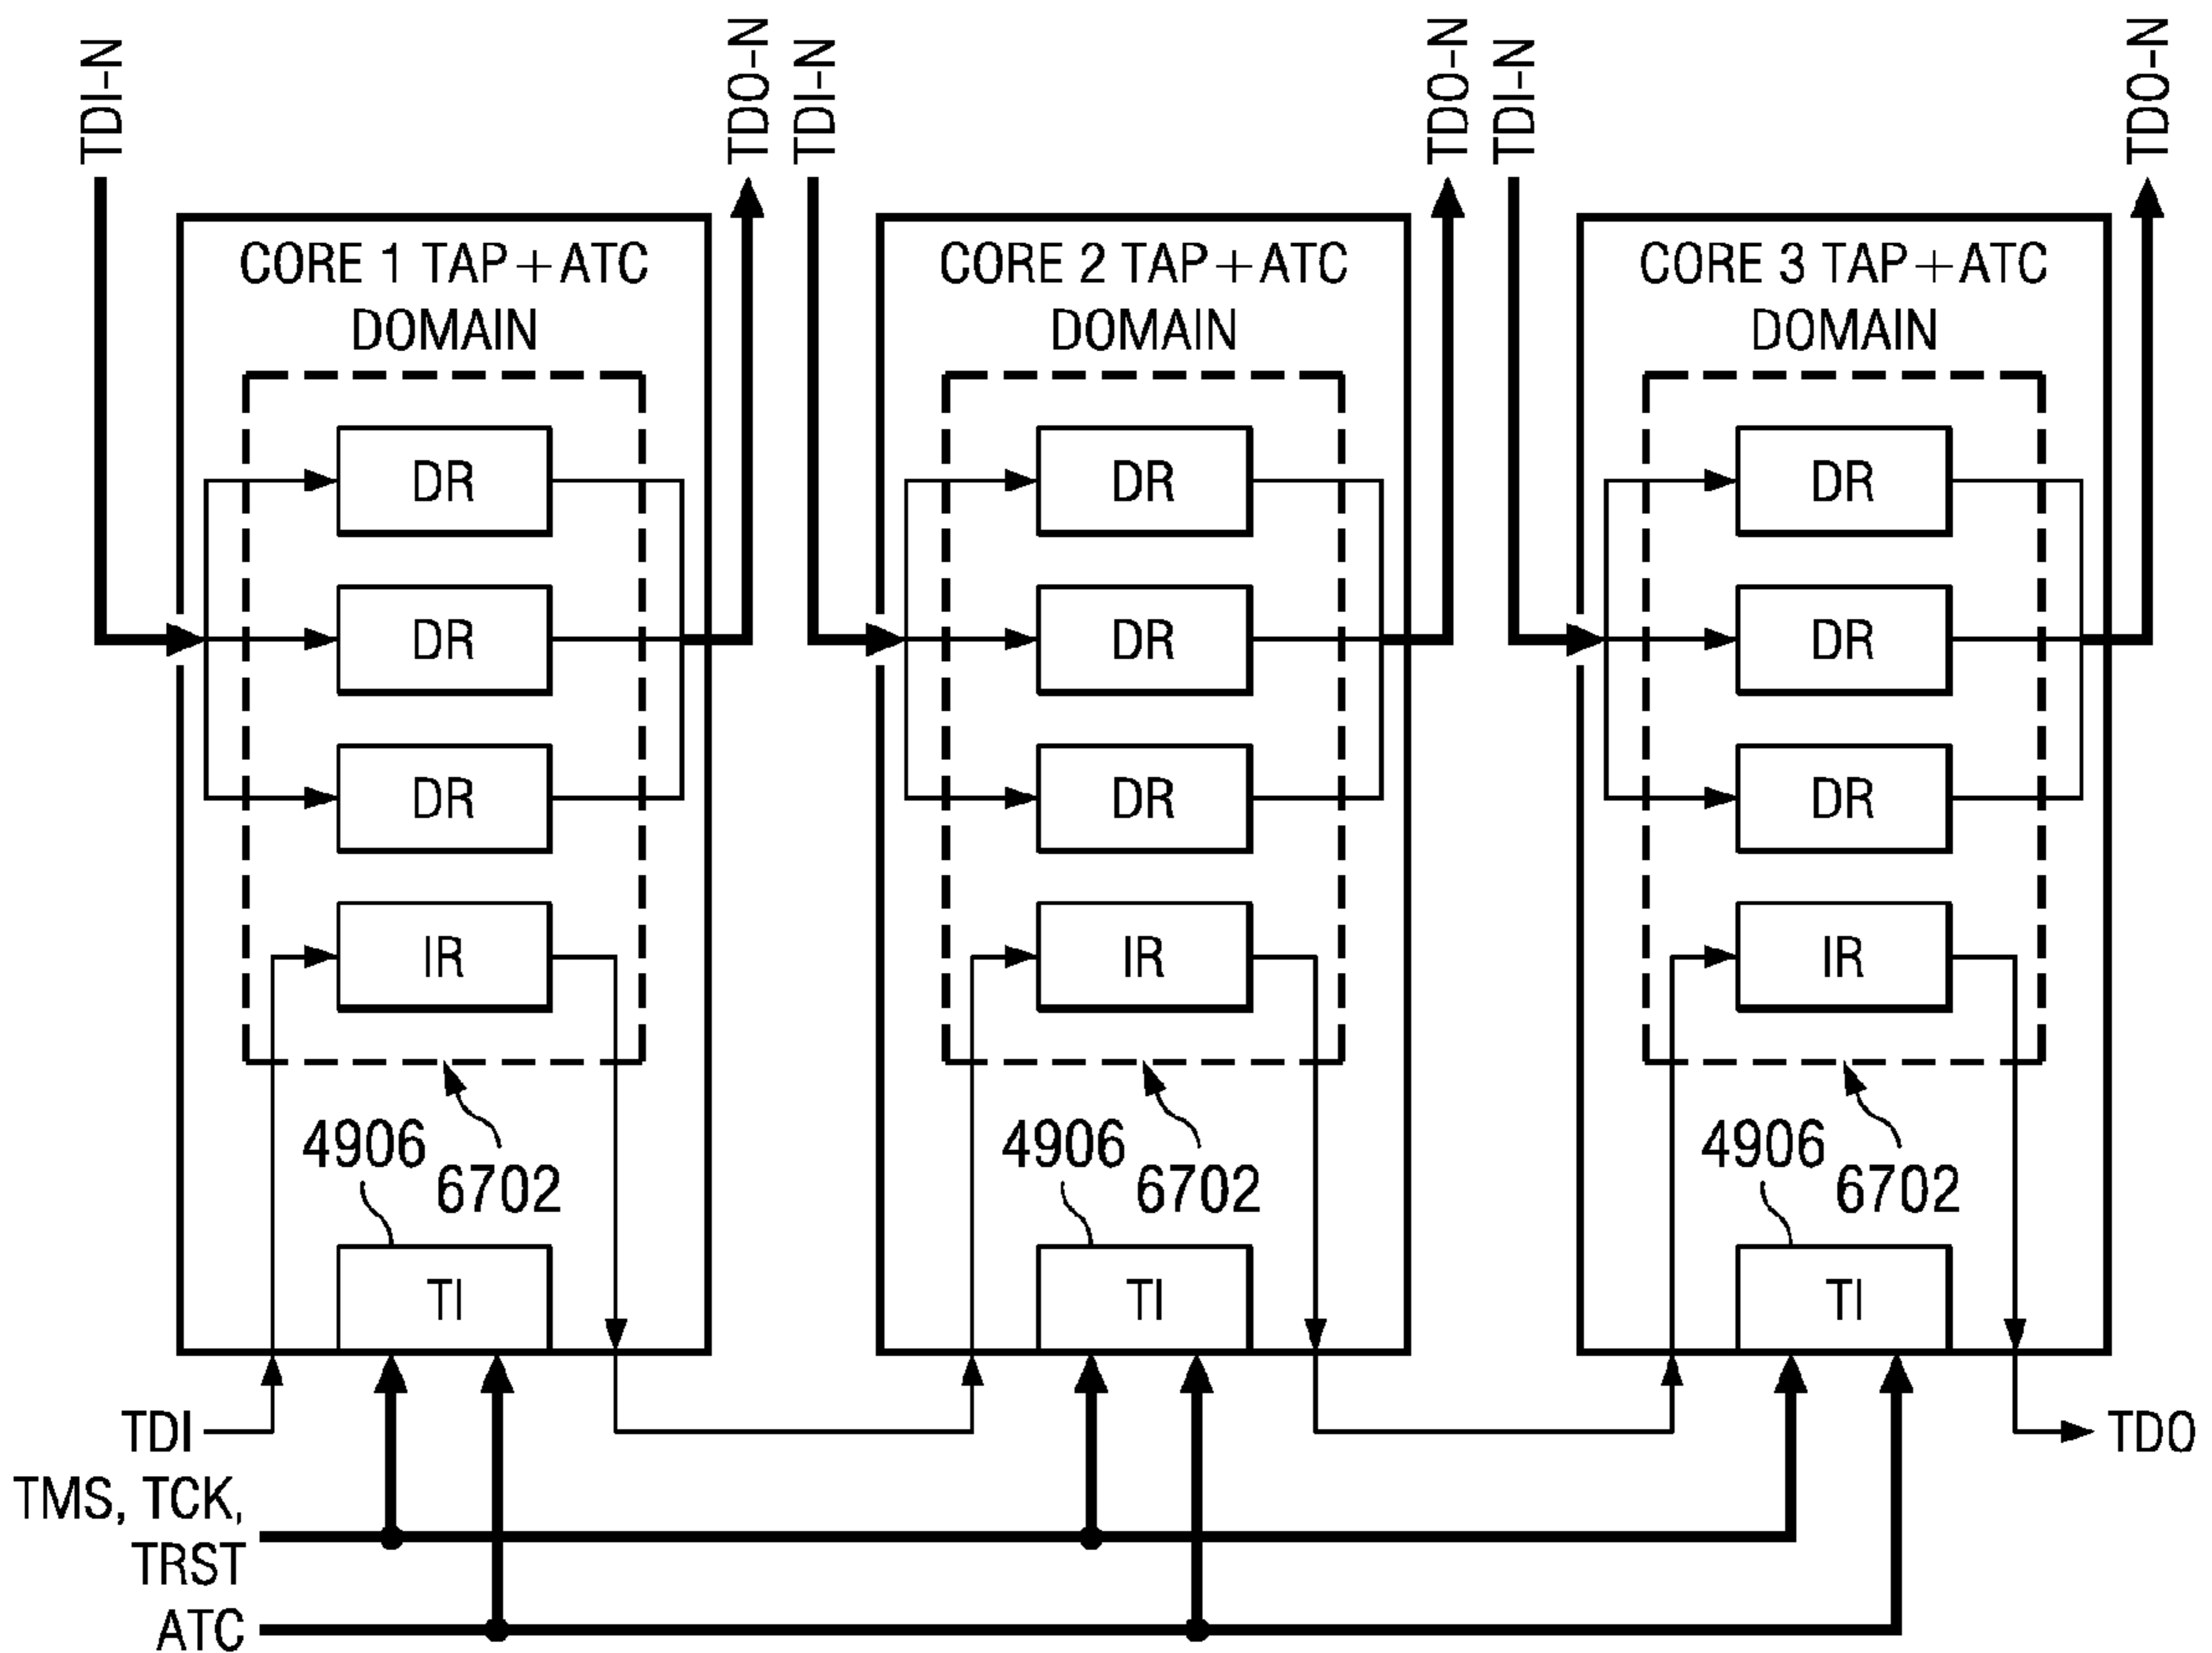 TDI-N
TDO-N
TDI-N
TDO-N
TDI-N
TDO-N
CORE 1 TAP+ATC
DOMAIN
DR
DR
DR
IR
4906
6702
TI
CORE 2 TAP+ATC
DOMAIN
DR
DR
DR
IR
4906
6702
TI
CORE 3 TAP+ATC
DOMAIN
DR
DR
DR
IR
4906
6702
TI
TDI
TDO
TMS, TCK,
TRST
ATC